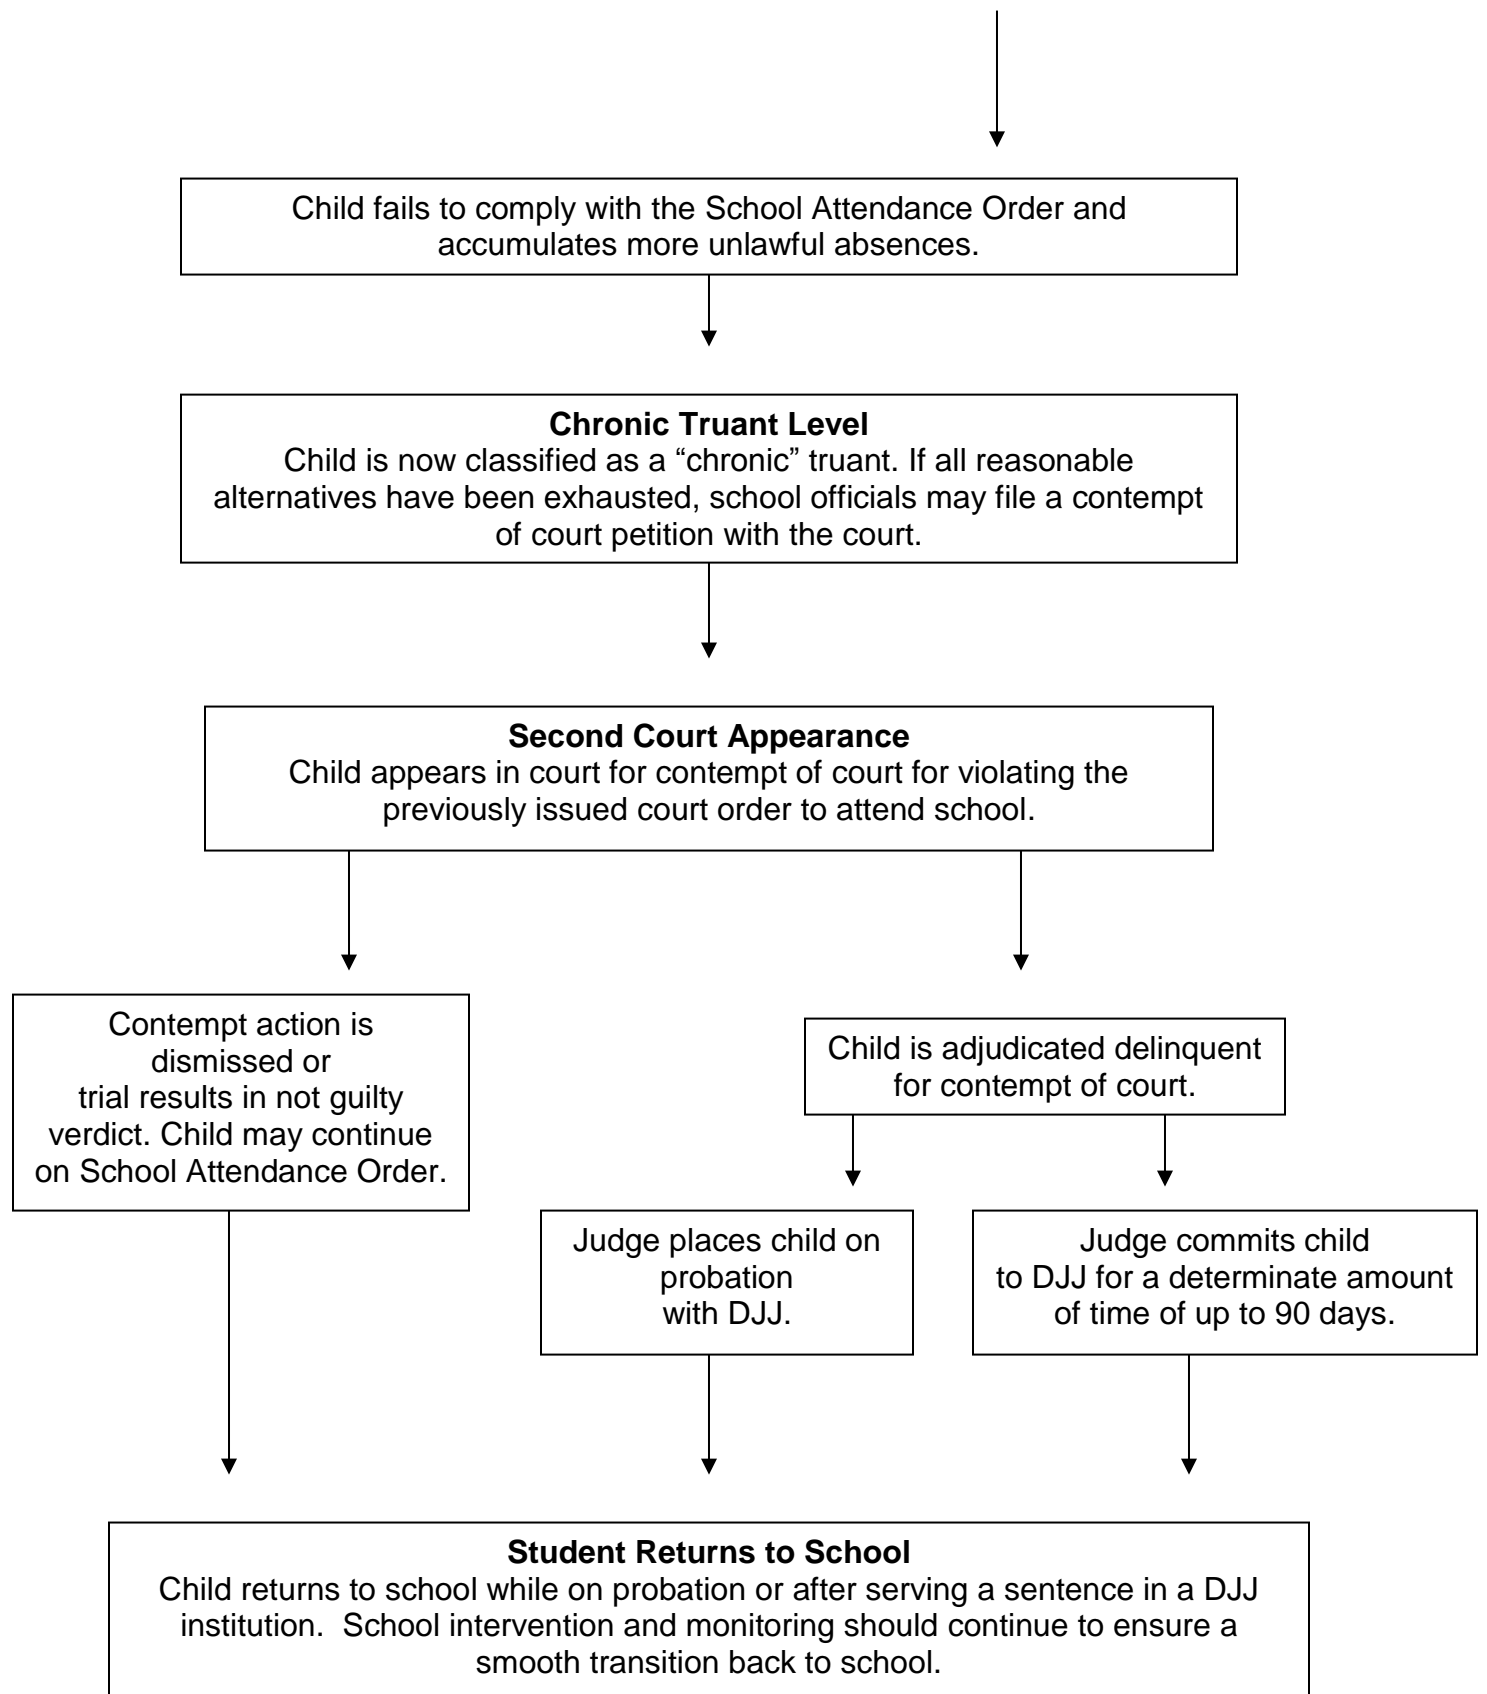 Child fails to comply with the School Attendance Order and
accumulates more unlawful absences.
Chronic Truant Level
Child is now classified as a “chronic” truant. If all reasonable
alternatives have been exhausted, school officials may file a contempt
of court petition with the court.
Second Court Appearance
Child appears in court for contempt of court for violating the
previously issued court order to attend school.
Contempt action is
dismissed or
trial results in not guilty
verdict. Child may continue
on School Attendance Order.
Child is adjudicated delinquent
for contempt of court.
Judge places child on
probation
with DJJ.
Judge commits child
to DJJ for a determinate amount
of time of up to 90 days.
Student Returns to School
Child returns to school while on probation or after serving a sentence in a DJJ
institution.  School intervention and monitoring should continue to ensure a
smooth transition back to school.